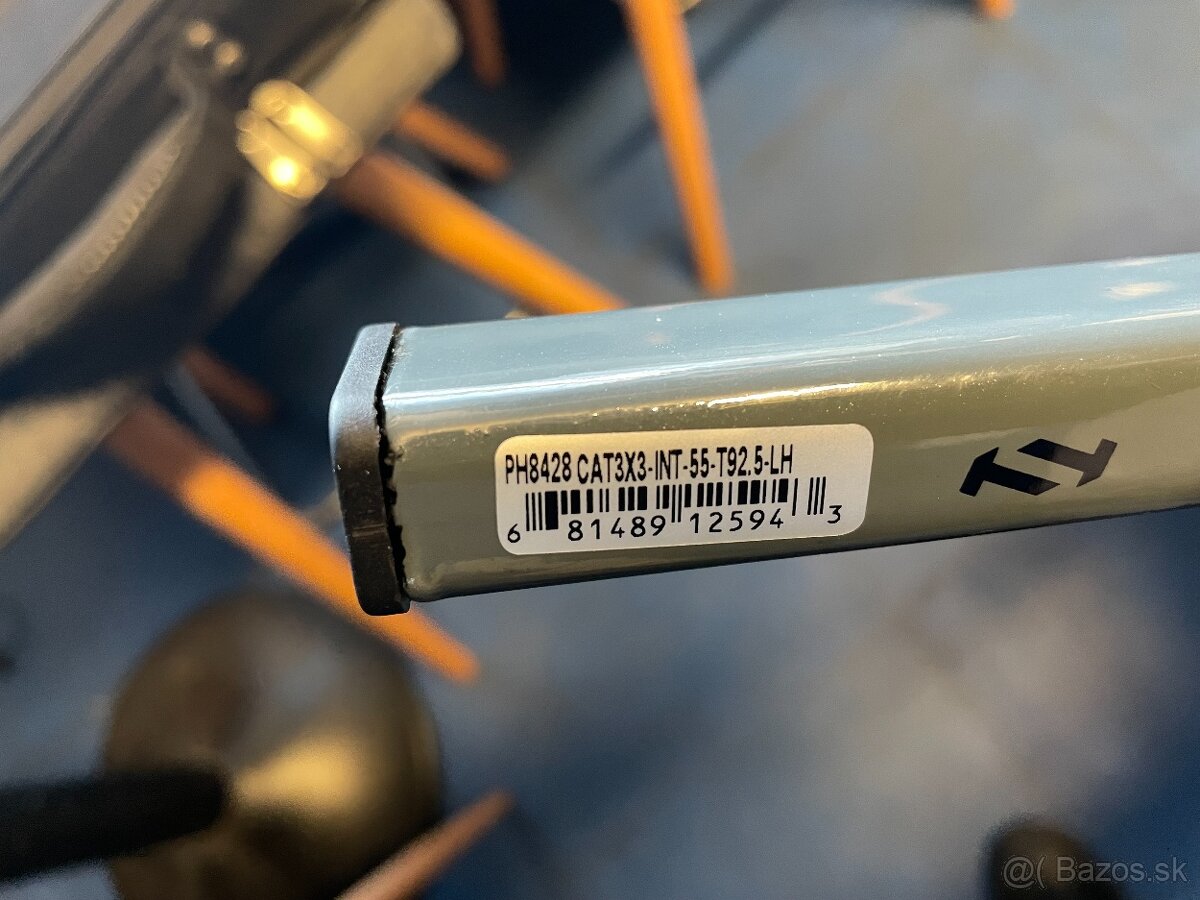 PH8428 CAT3X3-INT-55-T92.5-LH
6 81489 12594 3
@( Bazos.sk